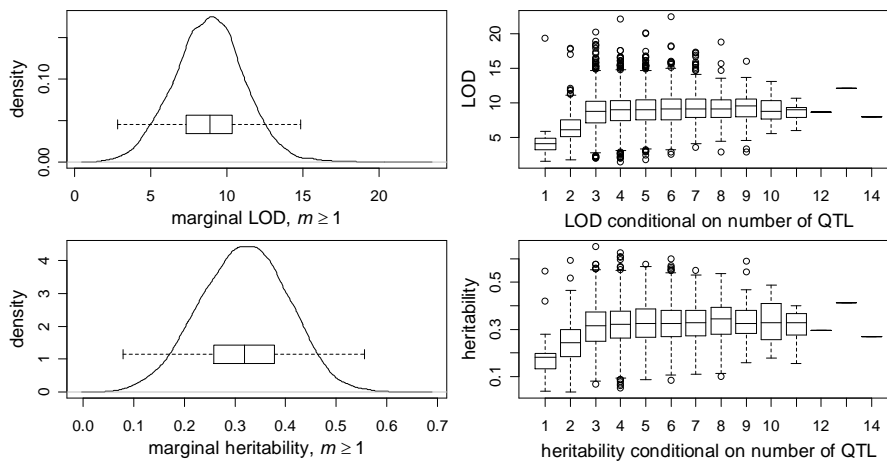 density
0.00 0.15
0 5 10 15 20
marginal LOD, m ≥ 1
LOD
5 10 15 20
1 2 3 4 5 6 7 8 9 10 12 14
LOD conditional on number of QTL
density
0 1 2 3 4
0.0 0.1 0.2 0.3 0.4 0.5 0.6 0.7
marginal heritability, m ≥ 1
heritability
0.1 0.3 0.5
1 2 3 4 5 6 7 8 9 10 12 14
heritability conditional on number of QTL